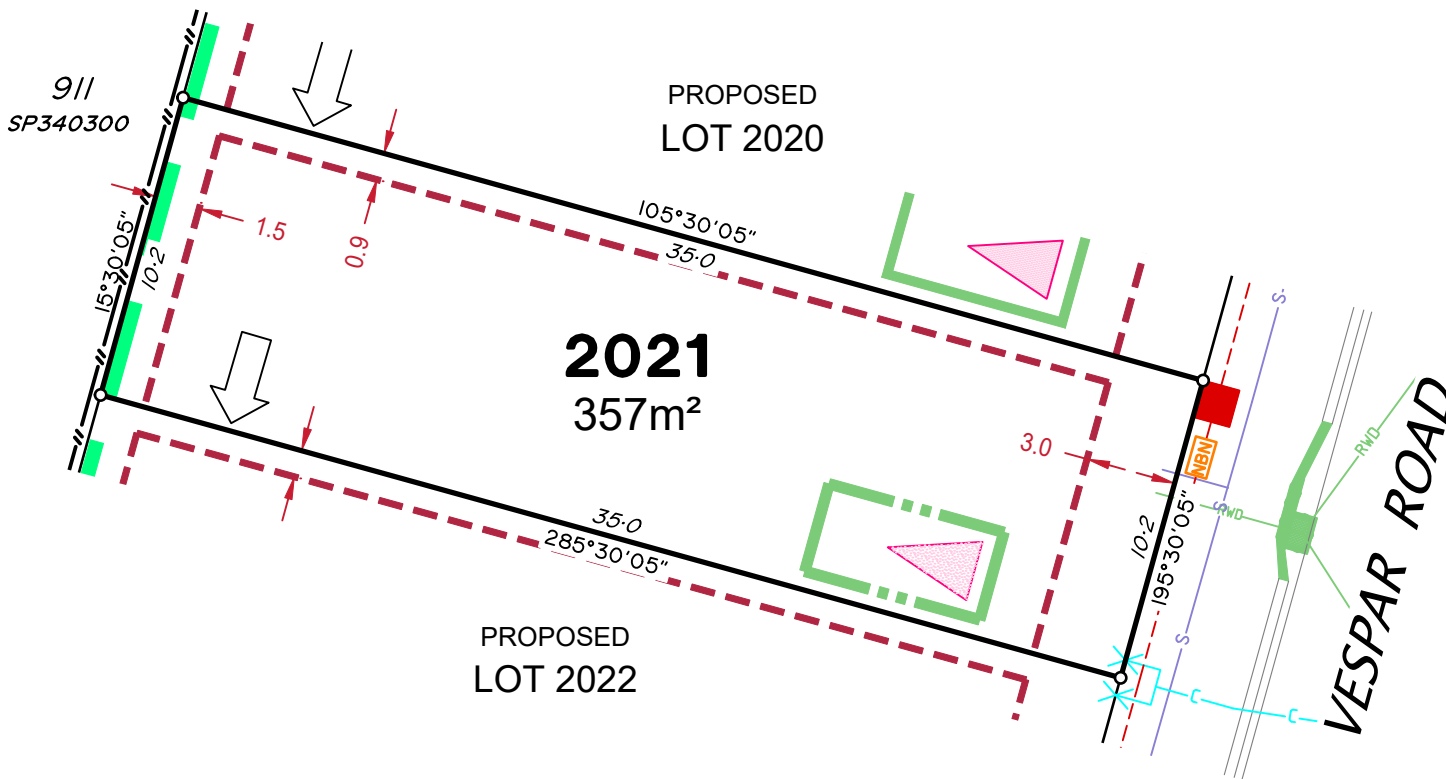 911
SP340300
PROPOSED
LOT 2020
15°30'05"
10·2
1.5
0.9
105°30'05"
35·0
2021
357m²
3.0
NBN
S
RWD
RWD
S
10·2
195°30'05"
VESPAR ROAD
35·0
285°30'05"
PROPOSED
LOT 2022
S
C
C